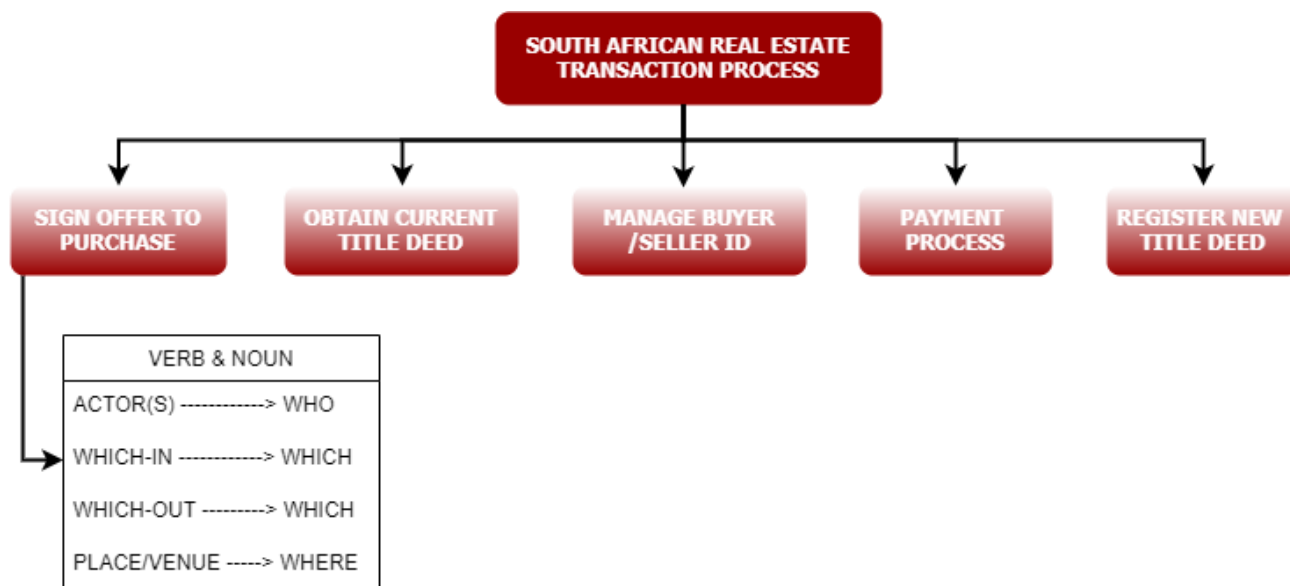 SOUTH AFRICAN REAL ESTATE
TRANSACTION PROCESS
SIGN OFFER TO
PURCHASE
OBTAIN CURRENT
TITLE DEED
MANAGE BUYER
/SELLER ID
PAYMENT
PROCESS
REGISTER NEW
TITLE DEED
VERB & NOUN
ACTOR(S) ------------> WHO
WHICH-IN ------------> WHICH
WHICH-OUT ---------> WHICH
PLACE/VENUE -----> WHERE